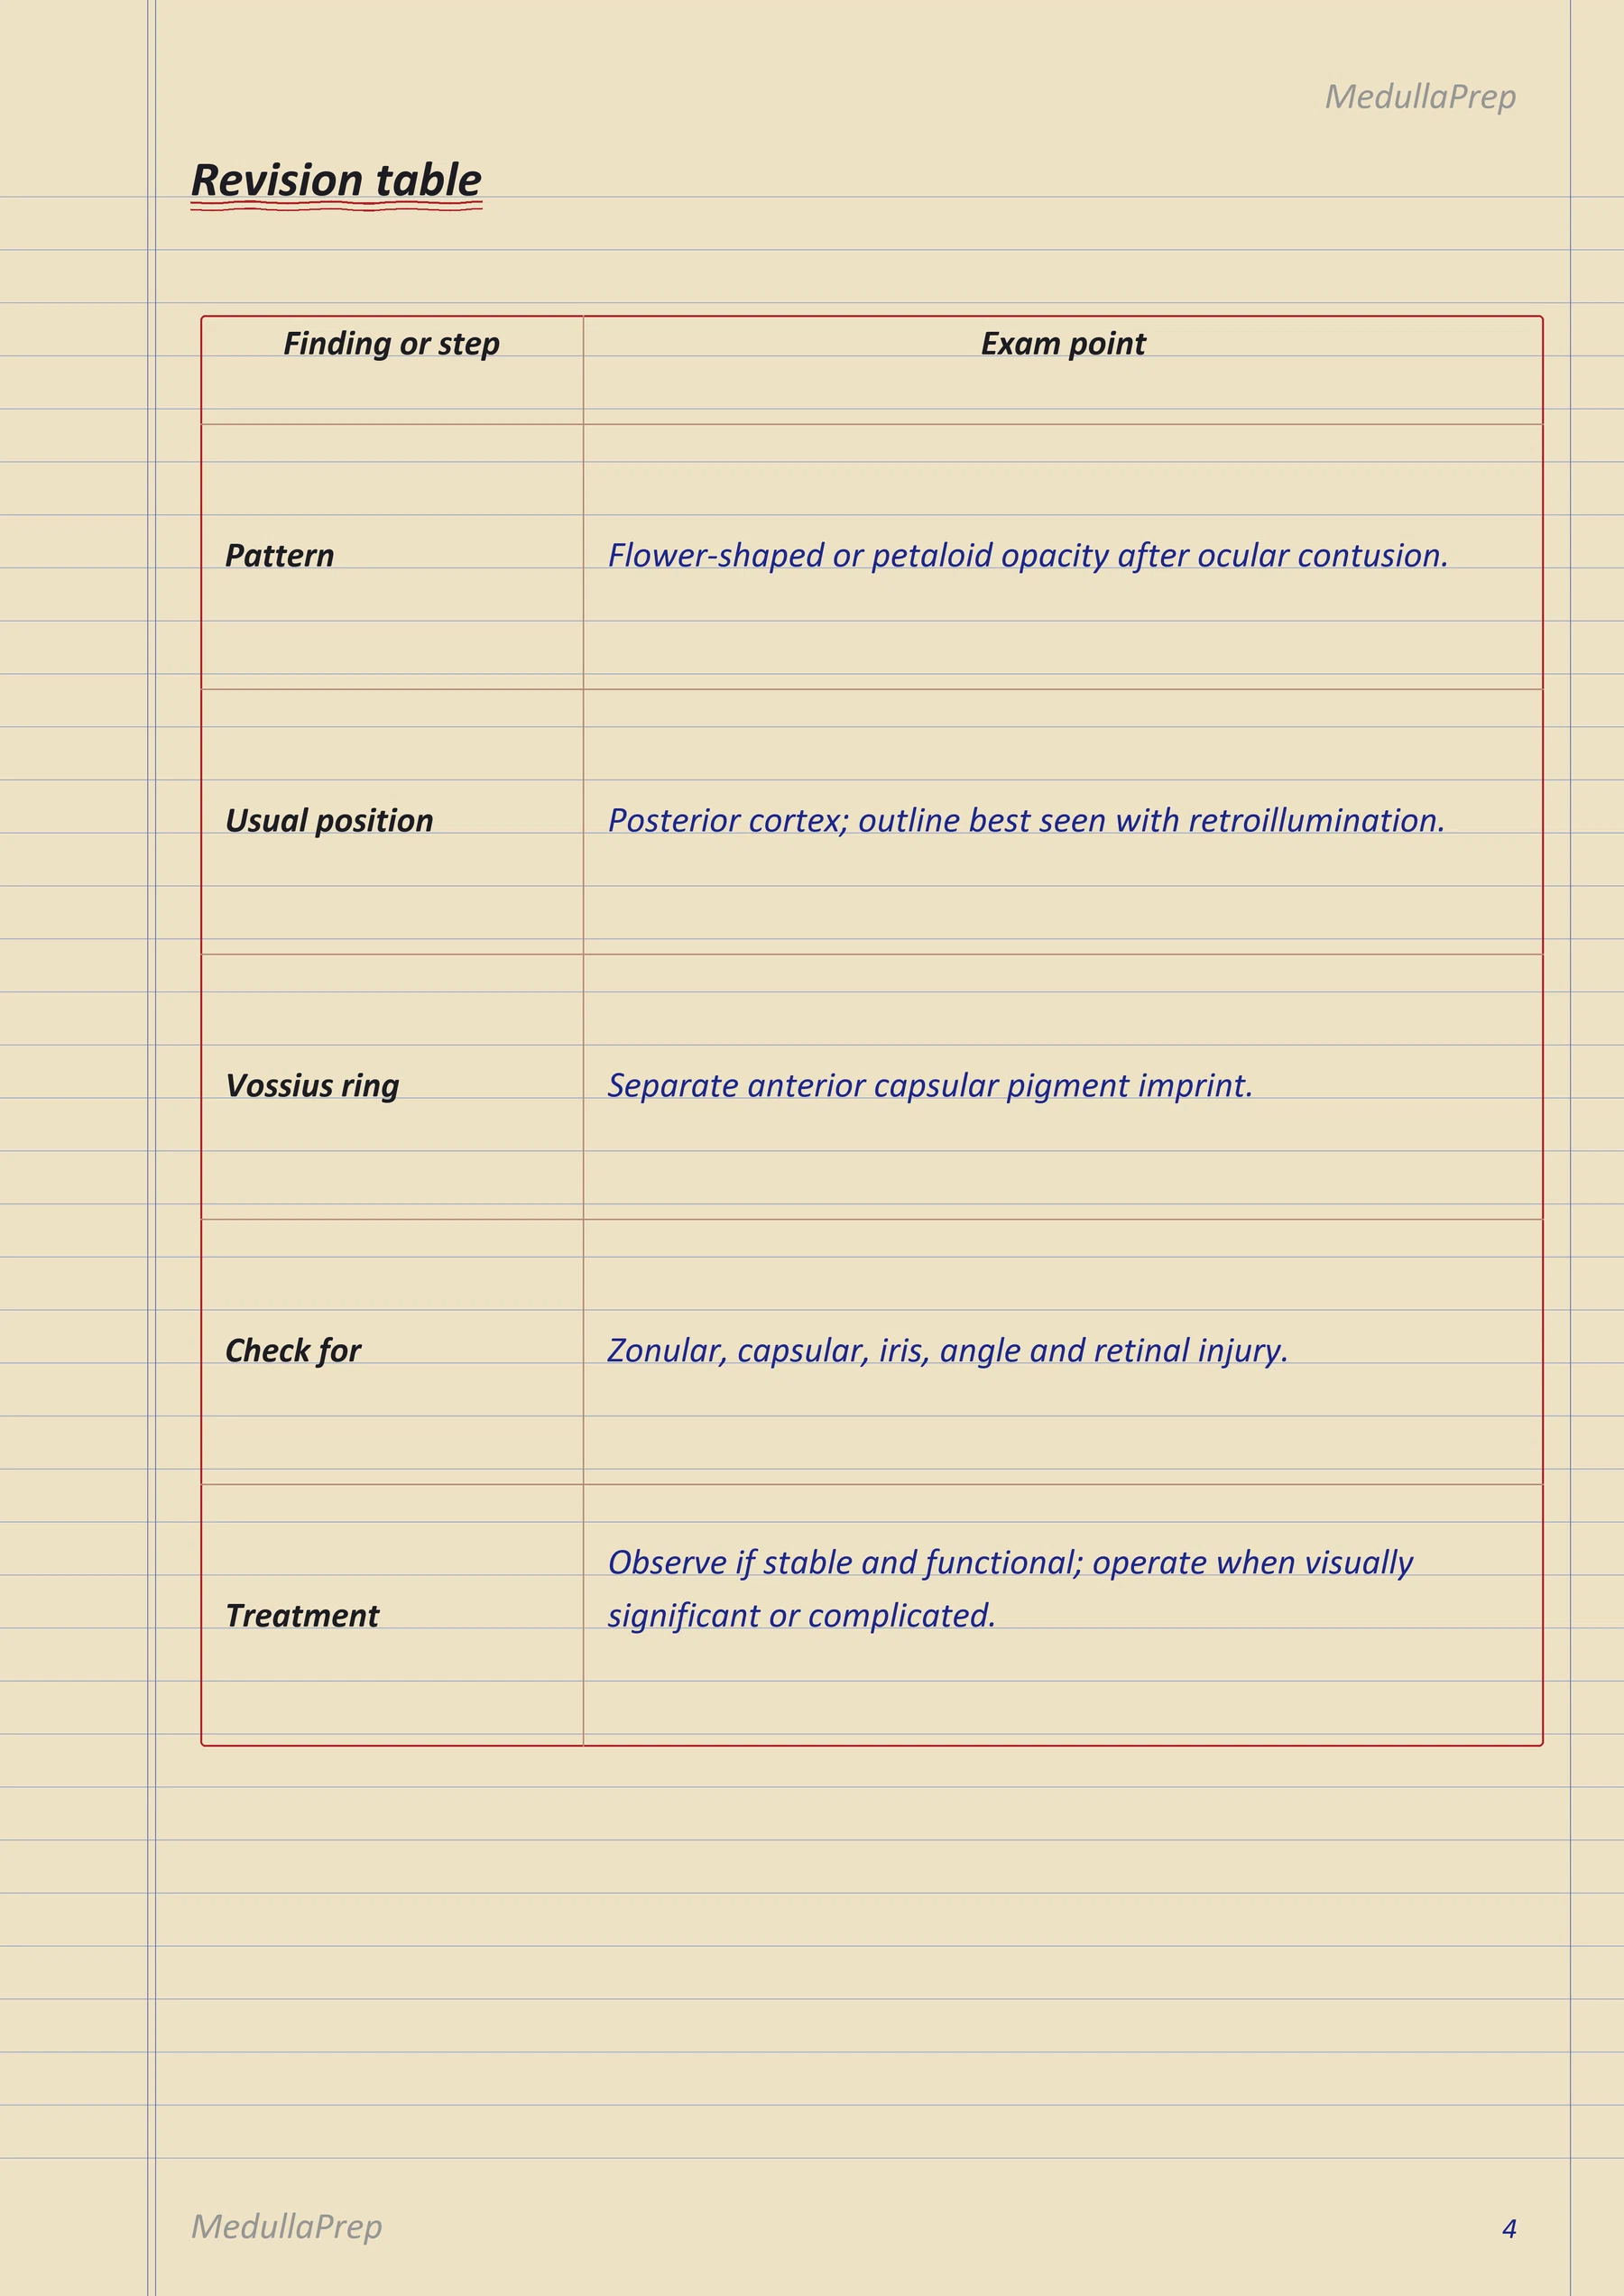 MedullaPrep
Revision table
Finding or step
Exam point
Pattern
Flower-shaped or petaloid opacity after ocular contusion.
Usual position
Posterior cortex; outline best seen with retroillumination.
Vossius ring
Separate anterior capsular pigment imprint.
Check for
Zonular, capsular, iris, angle and retinal injury.
Treatment
Observe if stable and functional; operate when visually
significant or complicated.
MedullaPrep
4